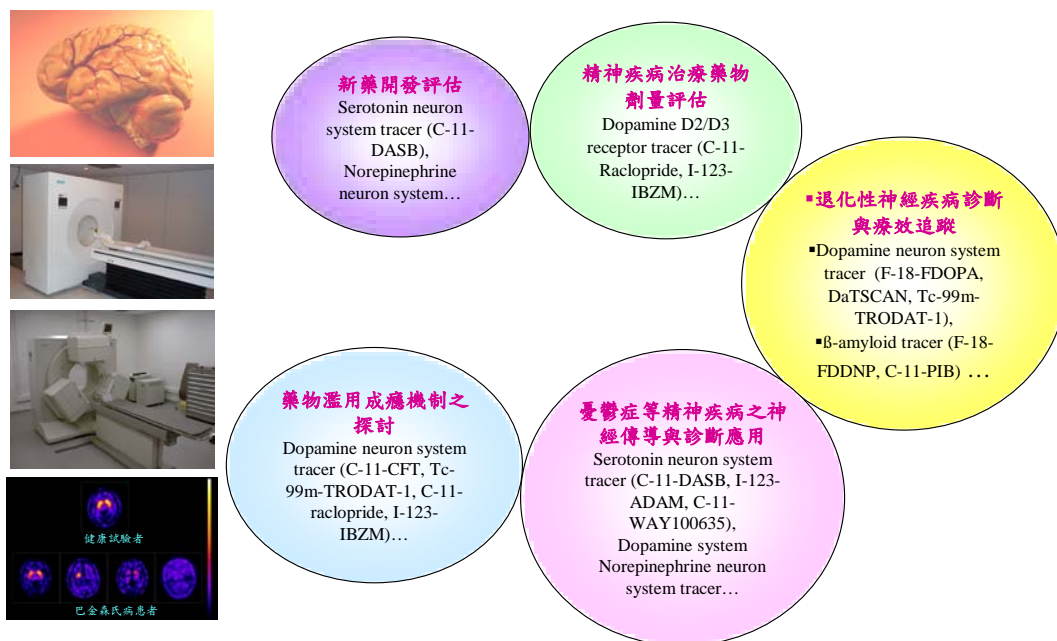 新藥開發評估
Serotonin neuron
system tracer (C-11-
DASB),
Norepinephrine
neuron system…
精神疾病治療藥物
劑量評估
Dopamine D2/D3
receptor tracer (C-11-
Raclopride, I-123-
IBZM)…
▪退化性神經疾病診斷
與療效追蹤
▪Dopamine neuron system
tracer (F-18-FDOPA,
DaTSCAN, Tc-99m-
TRODAT-1),
▪ß-amyloid tracer (F-18-
FDDNP, C-11-PIB) …
藥物濫用成癮機制之
探討
Dopamine neuron system
tracer (C-11-CFT, Tc-
99m-TRODAT-1, C-11-
raclopride, I-123-
IBZM)…
憂鬱症等精神疾病之神
經傳導與診斷應用
Serotonin neuron system
tracer (C-11-DASB, I-123-
ADAM, C-11-
WAY100635),
Dopamine system
Norepinephrine neuron
system tracer…
健康試驗者
巴金森氏病患者